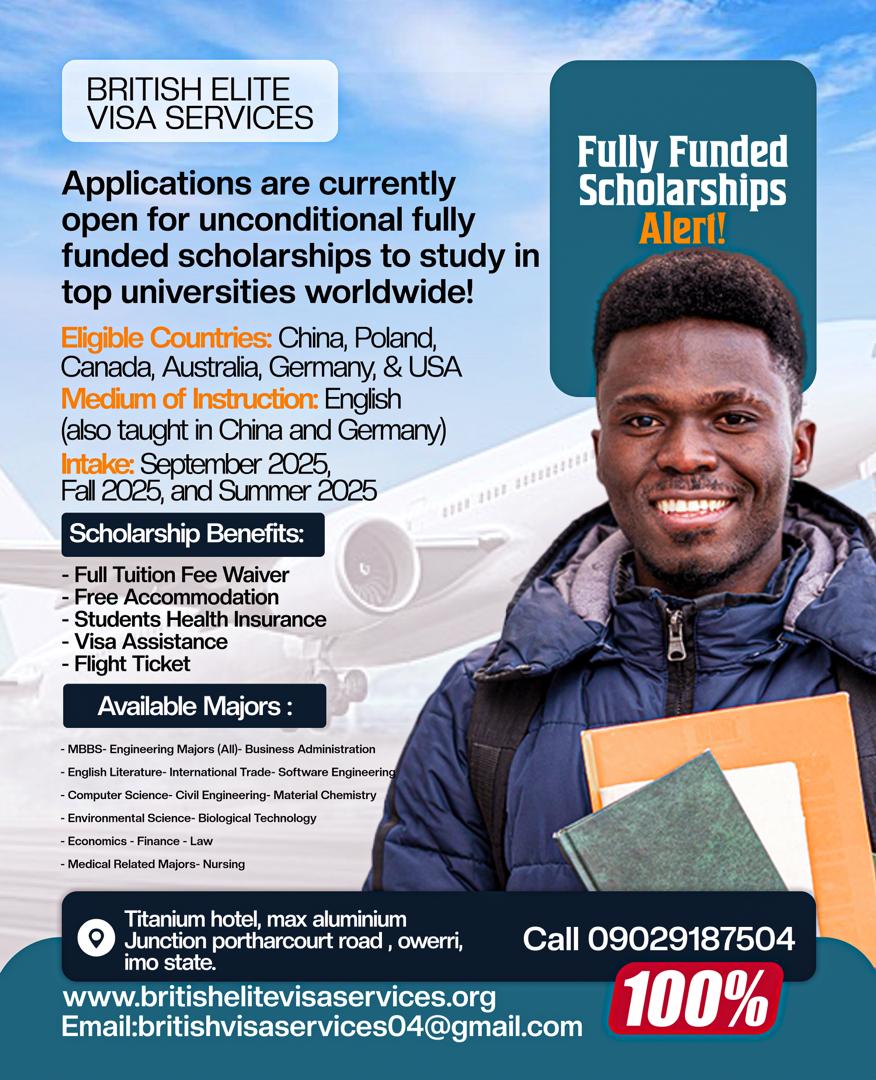 BRITISH ELITE
VISA SERVICES
Fully Funded
Scholarships
Alert!
Applications are currently
open for unconditional fully
funded scholarships to study in
top universities worldwide!
Eligible Countries: China, Poland,
Canada, Australia, Germany, & USA
Medium of Instruction: English
(also taught in China and Germany)
Intake: September 2025,
Fall 2025, and Summer 2025
Scholarship Benefits:
- Full Tuition Fee Waiver
- Free Accommodation
- Students Health Insurance
- Visa Assistance
- Flight Ticket
Available Majors :
- MBBS- Engineering Majors (All)- Business Administration
- English Literature- International Trade- Software Engineering
- Computer Science- Civil Engineering- Material Chemistry
- Environmental Science- Biological Technology
- Economics - Finance - Law
- Medical Related Majors- Nursing
Titanium hotel, max aluminium
Junction portharcourt road , owerri,
imo state.
Call 09029187504
www.britishelitevisaservices.org
Email:britishvisaservices04@gmail.com
100%